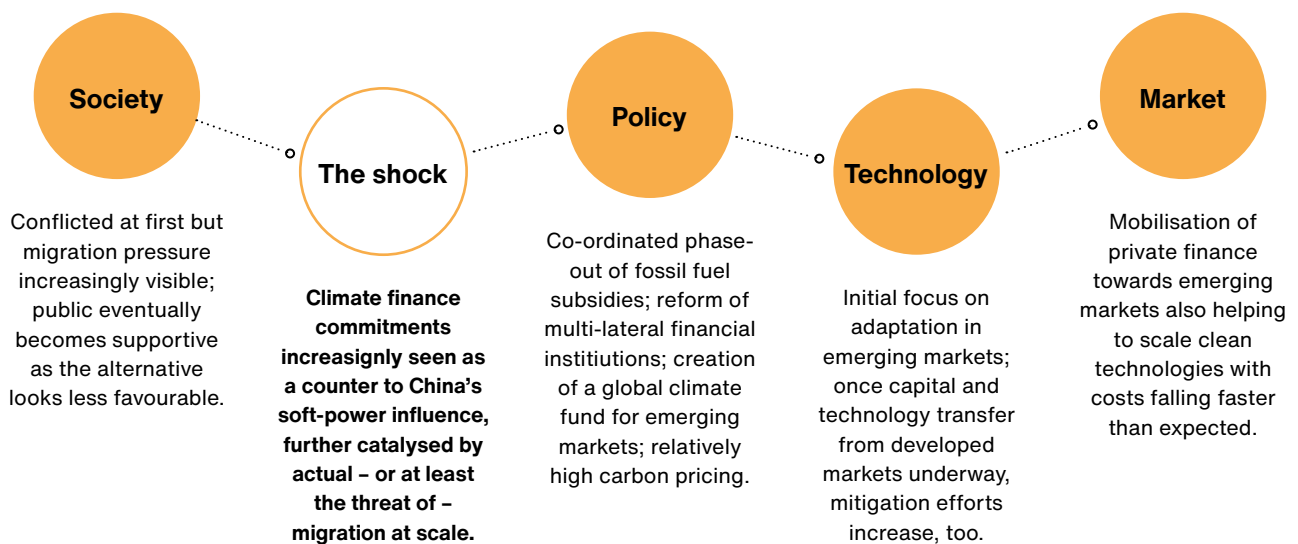 Society
Conflicted at first but
migration pressure
increasingly visible;
public eventually
becomes supportive
as the alternative
looks less favourable.
The shock
Climate finance
commitments
increasignly seen as
a counter to China’s
soft-power influence,
further catalysed by
actual – or at least
the threat of –
migration at scale.
Policy
Co-ordinated phase-
out of fossil fuel
subsidies; reform of
multi-lateral financial
institiutions; creation
of a global climate
fund for emerging
markets; relatively
high carbon pricing.
Technology
Initial focus on
adaptation in
emerging markets;
once capital and
technology transfer
from developed
markets underway,
mitigation efforts
increase, too.
Market
Mobilisation of
private finance
towards emerging
markets also helping
to scale clean
technologies with
costs falling faster
than expected.